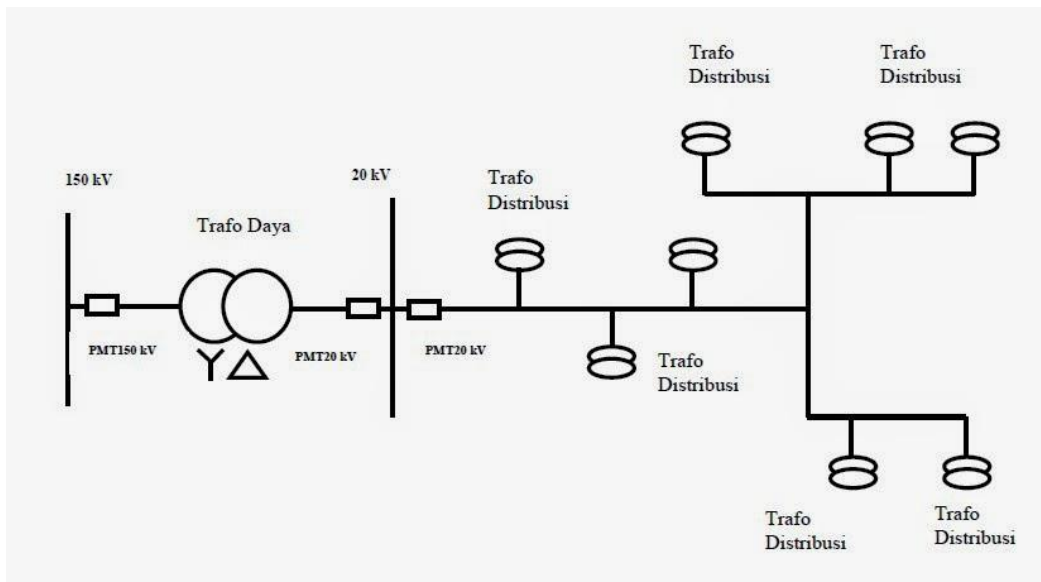 Trafo
Distribusi
Trafo
Distribusi
150 kV
20 kV
Trafo
Distribusi
Trafo Daya
PMT150 kV
PMT20 kV
PMT20 kV
Trafo
Distribusi
Trafo
Distribusi
Trafo
Distribusi